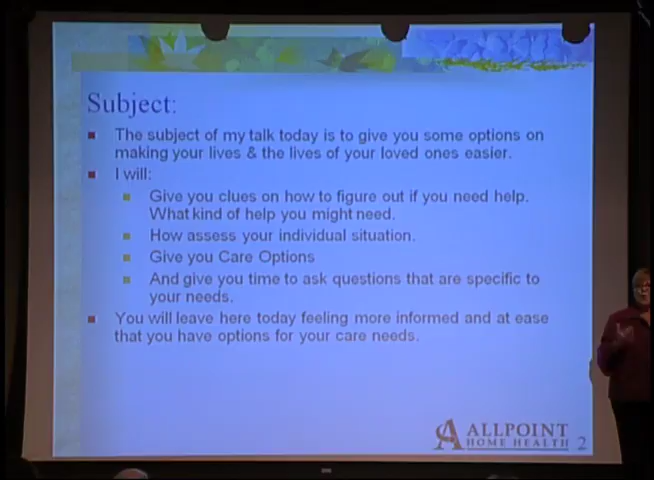 Subject:
The subject of my talk today is to give you some options on
making your lives & the lives of your loved ones easier.
I will:
Give you clues on how to figure out if you need help.
What kind of help you might need.
How assess your individual situation.
Give you Care Options
And give you time to ask questions that are specific to
your needs.
You will leave here today feeling more informed and at ease
that you have options for your care needs.
ALLPOINT
HOME HEALTH
2